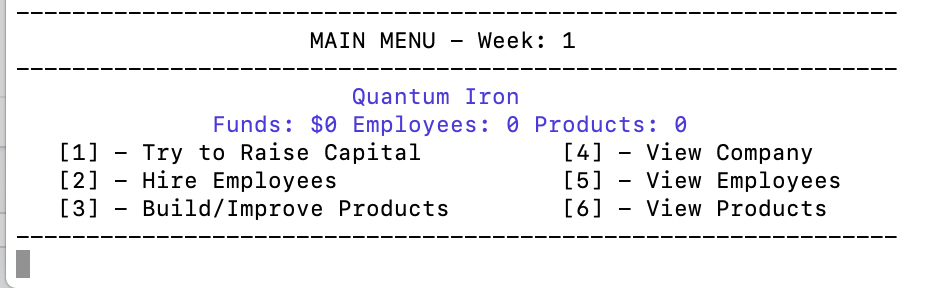 MAIN MENU – Week: 1
Quantum Iron
Funds: $0 Employees: 0 Products: 0
[1] – Try to Raise Capital [4] – View Company
[2] – Hire Employees [5] – View Employees
[3] – Build/Improve Products [6] – View Products